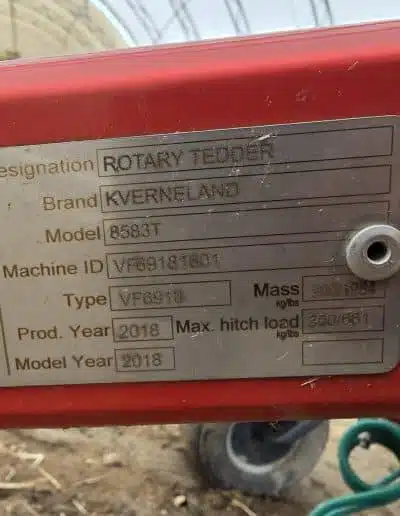 esignation ROTARY TEDDER
Brand KVERNELAND
Model 8583T
Machine ID VF69181801
Type VF6918 Mass kg/lbs
Prod. Year 2018 Max. hitch load kg/lbs
Model Year 2018